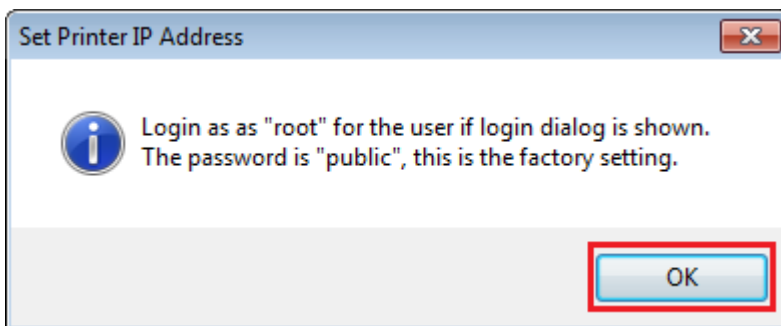 Set Printer IP Address
Login as as "root" for the user if login dialog is shown.
The password is "public", this is the factory setting.
OK